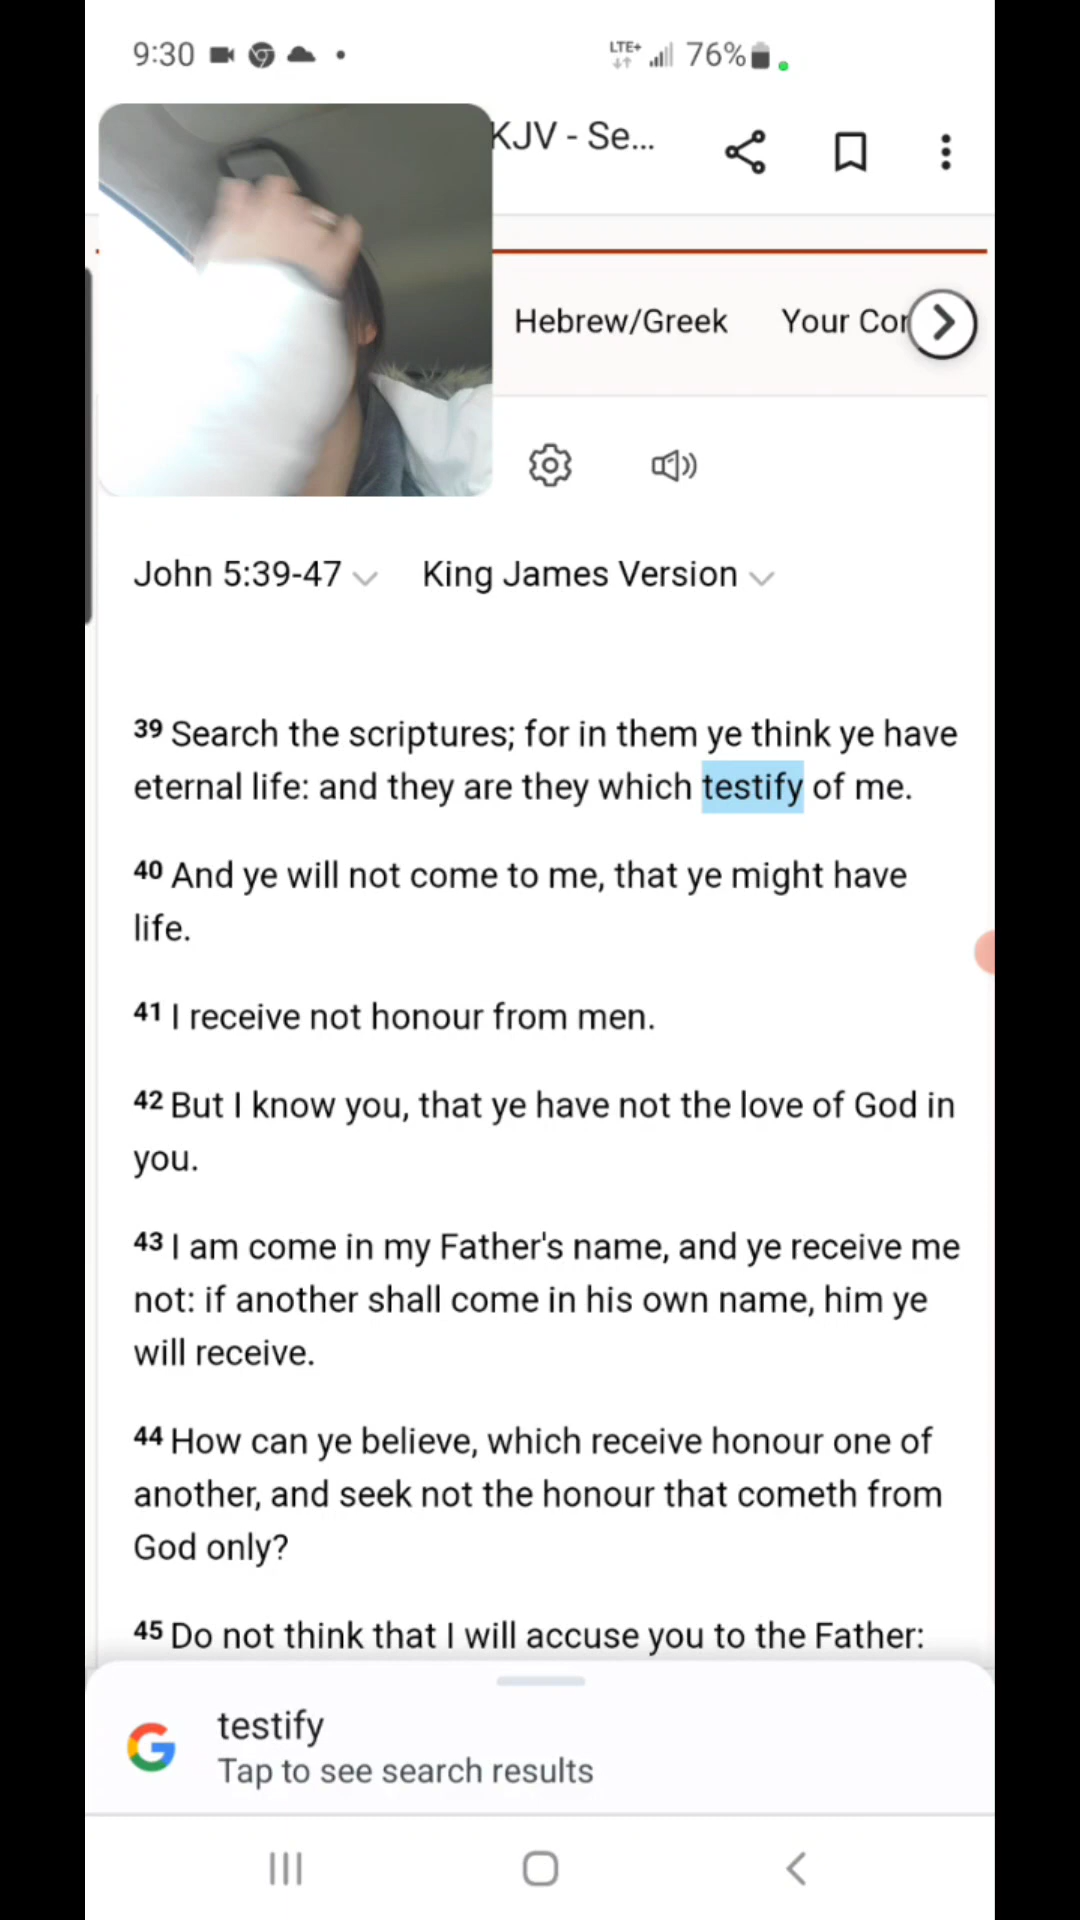 9:30
LTE+
76%
KJV - Se...
Hebrew/Greek
Your Cor
John 5:39-47
King James Version
39 Search the scriptures; for in them ye think ye have
eternal life: and they are they which testify of me.
40 And ye will not come to me, that ye might have
life.
41 I receive not honour from men.
42 But I know you, that ye have not the love of God in
you.
43 I am come in my Father's name, and ye receive me
not: if another shall come in his own name, him ye
will receive.
44 How can ye believe, which receive honour one of
another, and seek not the honour that cometh from
God only?
45 Do not think that I will accuse you to the Father:
testify
Tap to see search results